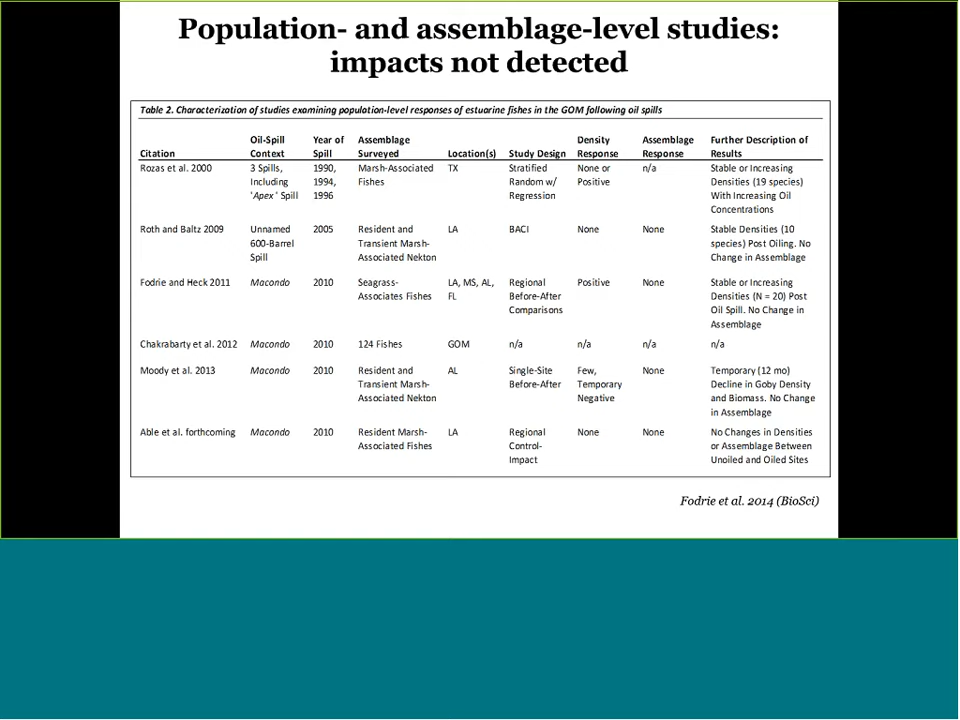 Population- and assemblage-level studies:
impacts not detected
Table 2. Characterization of studies examining population-level responses of estuarine fishes in the GOM following oil spills
Oil-Spill Year of Assemblage Density Assemblage Further Description of
Citation Context Spill Surveyed Location(s) Study Design Response Response Results
Rozas et al. 2000 3 Spills, 1990, Marsh-Associated TX Stratified None or n/a Stable or Increasing
Including 1994, Fishes Random w/ Positive Densities (19 species)
'Apex' Spill 1996 Regression With Increasing Oil
Concentrations
Roth and Baltz 2009 Unnamed 2005 Resident and LA BACI None None Stable Densities (10
600-Barrel Transient Marsh- species) Post Oiling. No
Spill Associated Nekton Change in Assemblage
Fodrie and Heck 2011 Macondo 2010 Seagrass- LA, MS, AL, Regional Positive None Stable or Increasing
Associates Fishes FL Before-After Densities (N = 20) Post
Comparisons Oil Spill. No Change in
Assemblage
Chakrabarty et al. 2012 Macondo 2010 124 Fishes GOM n/a n/a n/a n/a
Moody et al. 2013 Macondo 2010 Resident and AL Single-Site Few, None Temporary (12 mo)
Transient Marsh- Before-After Temporary Decline in Goby Density
Associated Nekton Negative and Biomass. No Change
in Assemblage
Able et al. forthcoming Macondo 2010 Resident Marsh- LA Regional None None No Changes in Densities
Associated Fishes Control- or Assemblage Between
Impact Unoiled and Oiled Sites
Fodrie et al. 2014 (BioSci)